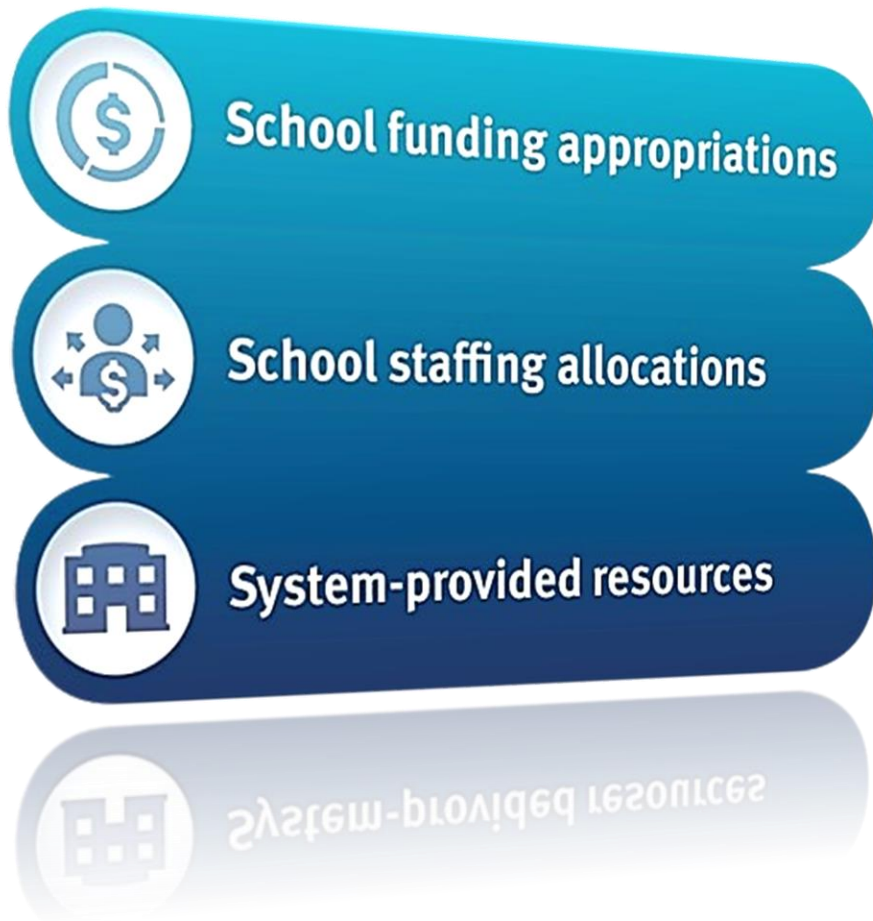 School funding appropriations
School staffing allocations
System-provided resources